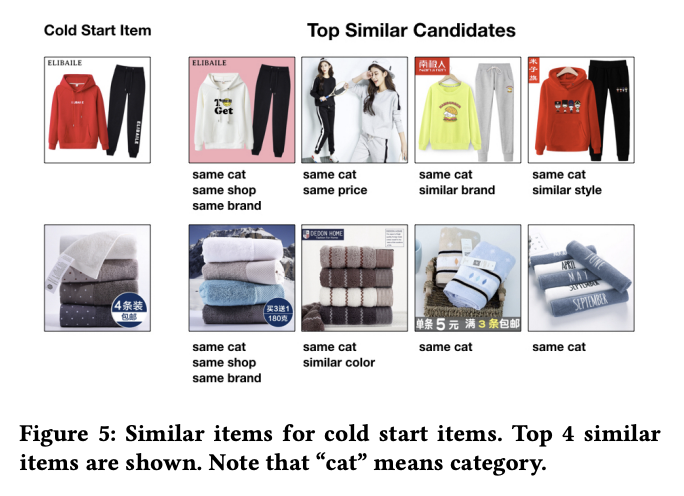 Cold Start Item
Top Similar Candidates
ELIBAILE
ELIBAILE
ELIBAILE
T
Get
南极人
木子
same cat
same shop
same brand
same cat
same price
same cat
similar brand
same cat
similar style
4条装
包邮
买3送1
180克
DEDON HOME
单条5元 满3条包邮
APRIL
MAY
SEPTEMBER
SEPTEMBER
same cat
same shop
same brand
same cat
similar color
same cat
same cat
Figure 5: Similar items for cold start items. Top 4 similar
items are shown. Note that “cat” means category.